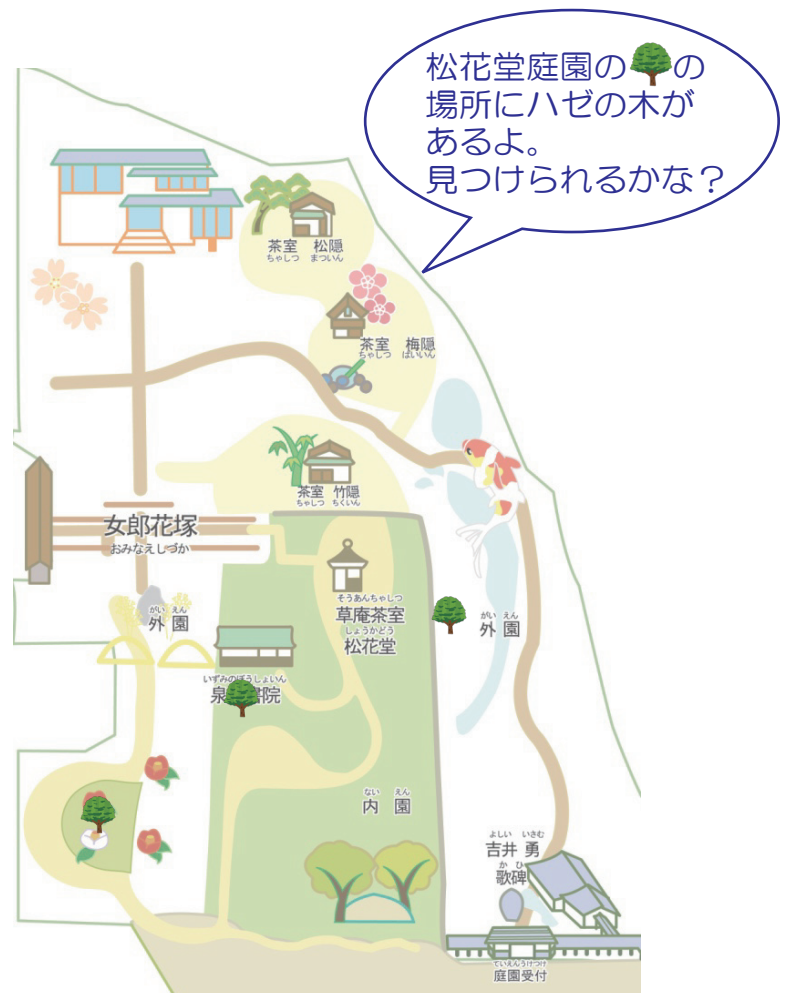 松花堂庭園の🌳の
場所にハゼの木が
あるよ。
見つけられるかな？
茶室 松隠
ちゃしつ まついん
茶室 梅隠
ちゃしつ ばいいん
茶室 竹隠
ちゃしつ ちくいん
女郎花塚
おみなえしづか
がい えん
外 園
そうあんちゃしつ
草庵茶室
しょうかどう
松花堂
がい えん
外 園
いずみのぼうしょいん
泉 書院
ない えん
内 園
よしい いさむ
吉井 勇
か ひ
歌碑
ていえんうけつけ
庭園受付